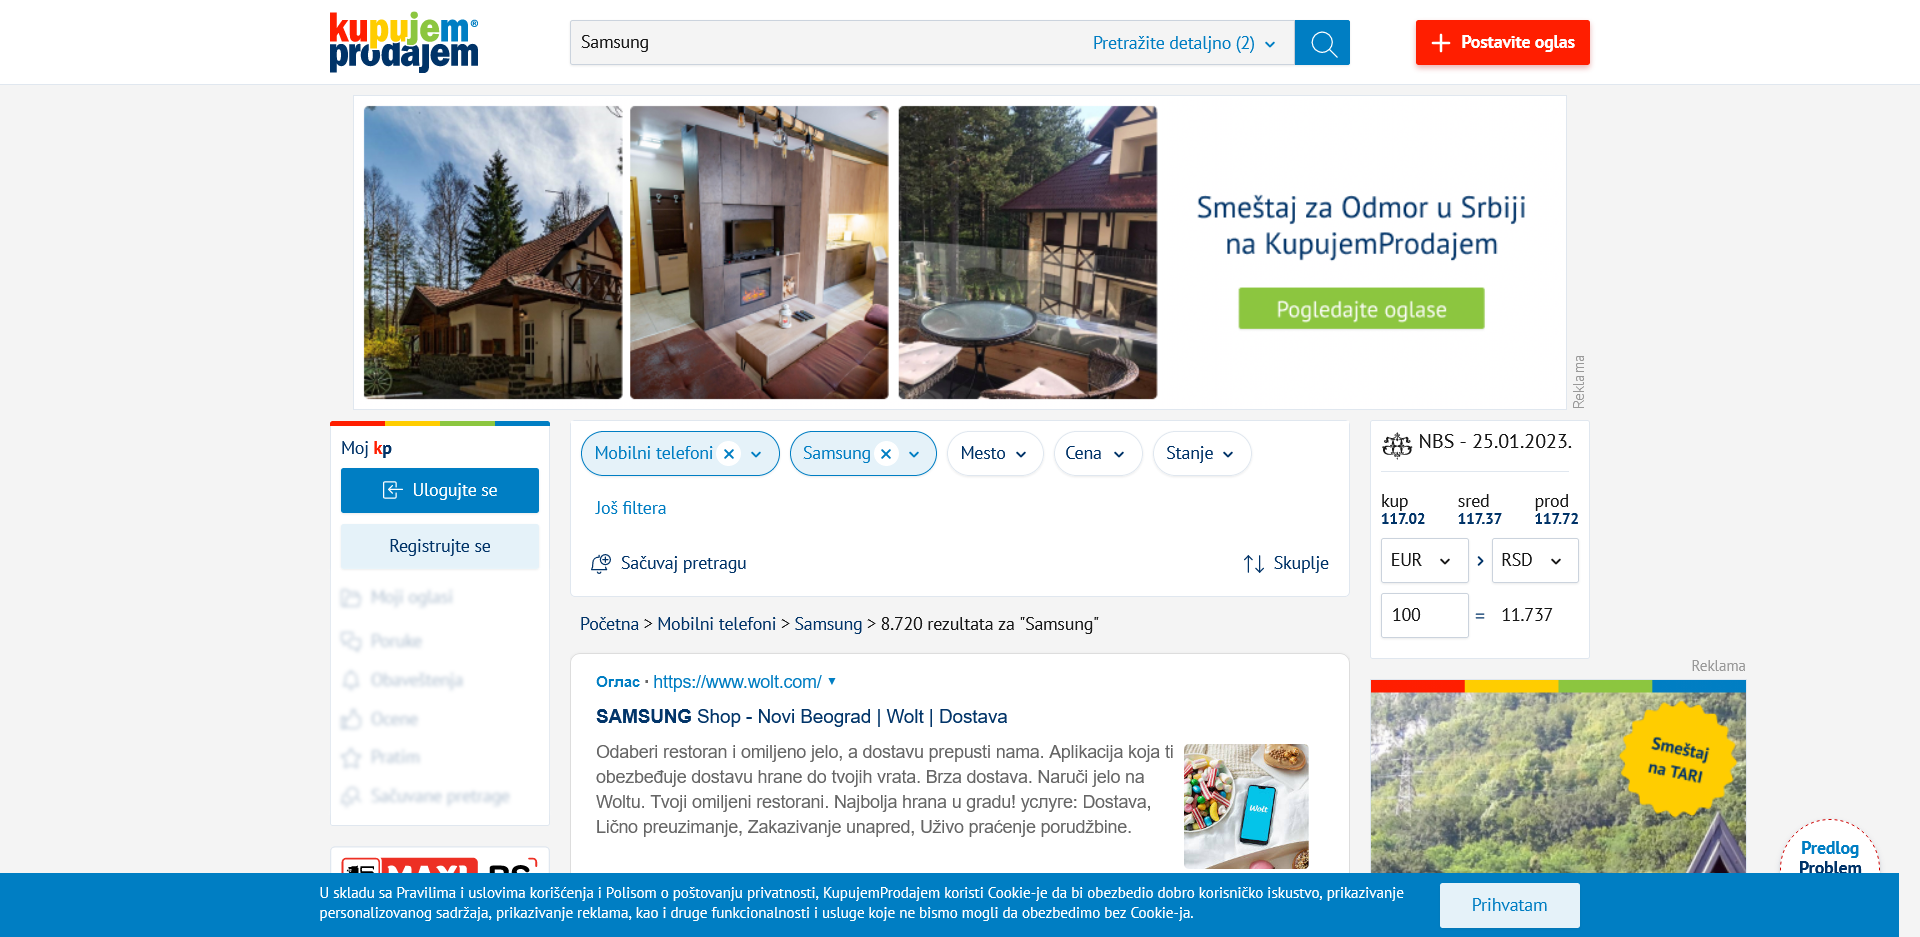 kupujem®
prodajem
Samsung
Pretražite detaljno (2)
Postavite oglas
Smeštaj za Odmor u Srbiji
na KupujemProdajem
Pogledajte oglase
Reklama
Moj kp
Ulogujte se
Registrujte se
Moji oglasi
Poruke
Obaveštenja
Ocene
Pratim
Sačuvane pretrage
Mobilni telefoni
Samsung
Mesto
Cena
Stanje
Još filtera
Sačuvaj pretragu
Skuplje
Početna > Mobilni telefoni > Samsung > 8.720 rezultata za "Samsung"
Оглас · https://www.wolt.com/
SAMSUNG Shop - Novi Beograd | Wolt | Dostava
Odaberi restoran i omiljeno jelo, a dostavu prepusti nama. Aplikacija koja ti
obezbeđuje dostavu hrane do tvojih vrata. Brza dostava. Naruči jelo na
Woltu. Tvoji omiljeni restorani. Najbolja hrana u gradu! услуге: Dostava,
Lično preuzimanje, Zakazivanje unapred, Uživo praćenje porudžbine.
Wolt
NBS - 25.01.2023.
kup sred prod
117.02 117.37 117.72
EUR > RSD
100 = 11.737
Reklama
Smeštaj
na TARI
Predlog
Problem
U skladu sa Pravilima i uslovima korišćenja i Polisom o poštovanju privatnosti, KupujemProdajem koristi Cookie-je da bi obezbedio dobro korisničko iskustvo, prikazivanje
personalizovanog sadržaja, prikazivanje reklama, kao i druge funkcionalnosti i usluge koje ne bismo mogli da obezbedimo bez Cookie-ja.
Prihvatam